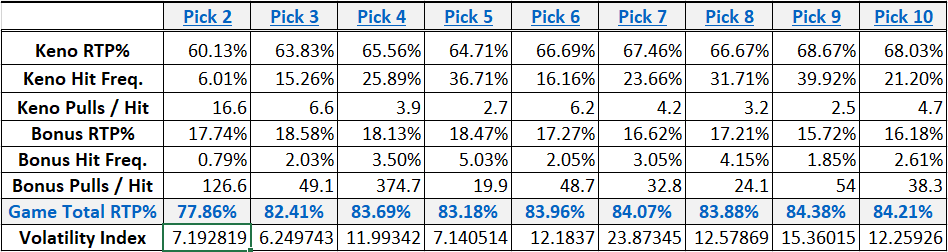 Pick 2 Pick 3 Pick 4 Pick 5 Pick 6 Pick 7 Pick 8 Pick 9 Pick 10
Keno RTP% 60.13% 63.83% 65.56% 64.71% 66.69% 67.46% 66.67% 68.67% 68.03%
Keno Hit Freq. 6.01% 15.26% 25.89% 36.71% 16.16% 23.66% 31.71% 39.92% 21.20%
Keno Pulls / Hit 16.6 6.6 3.9 2.7 6.2 4.2 3.2 2.5 4.7
Bonus RTP% 17.74% 18.58% 18.13% 18.47% 17.27% 16.62% 17.21% 15.72% 16.18%
Bonus Hit Freq. 0.79% 2.03% 3.50% 5.03% 2.05% 3.05% 4.15% 1.85% 2.61%
Bonus Pulls / Hit 126.6 49.1 374.7 19.9 48.7 32.8 24.1 54 38.3
Game Total RTP% 77.86% 82.41% 83.69% 83.18% 83.96% 84.07% 83.88% 84.38% 84.21%
Volatility Index 7.192819 6.249743 11.99342 7.140514 12.1837 23.87345 12.57869 15.36015 12.25926